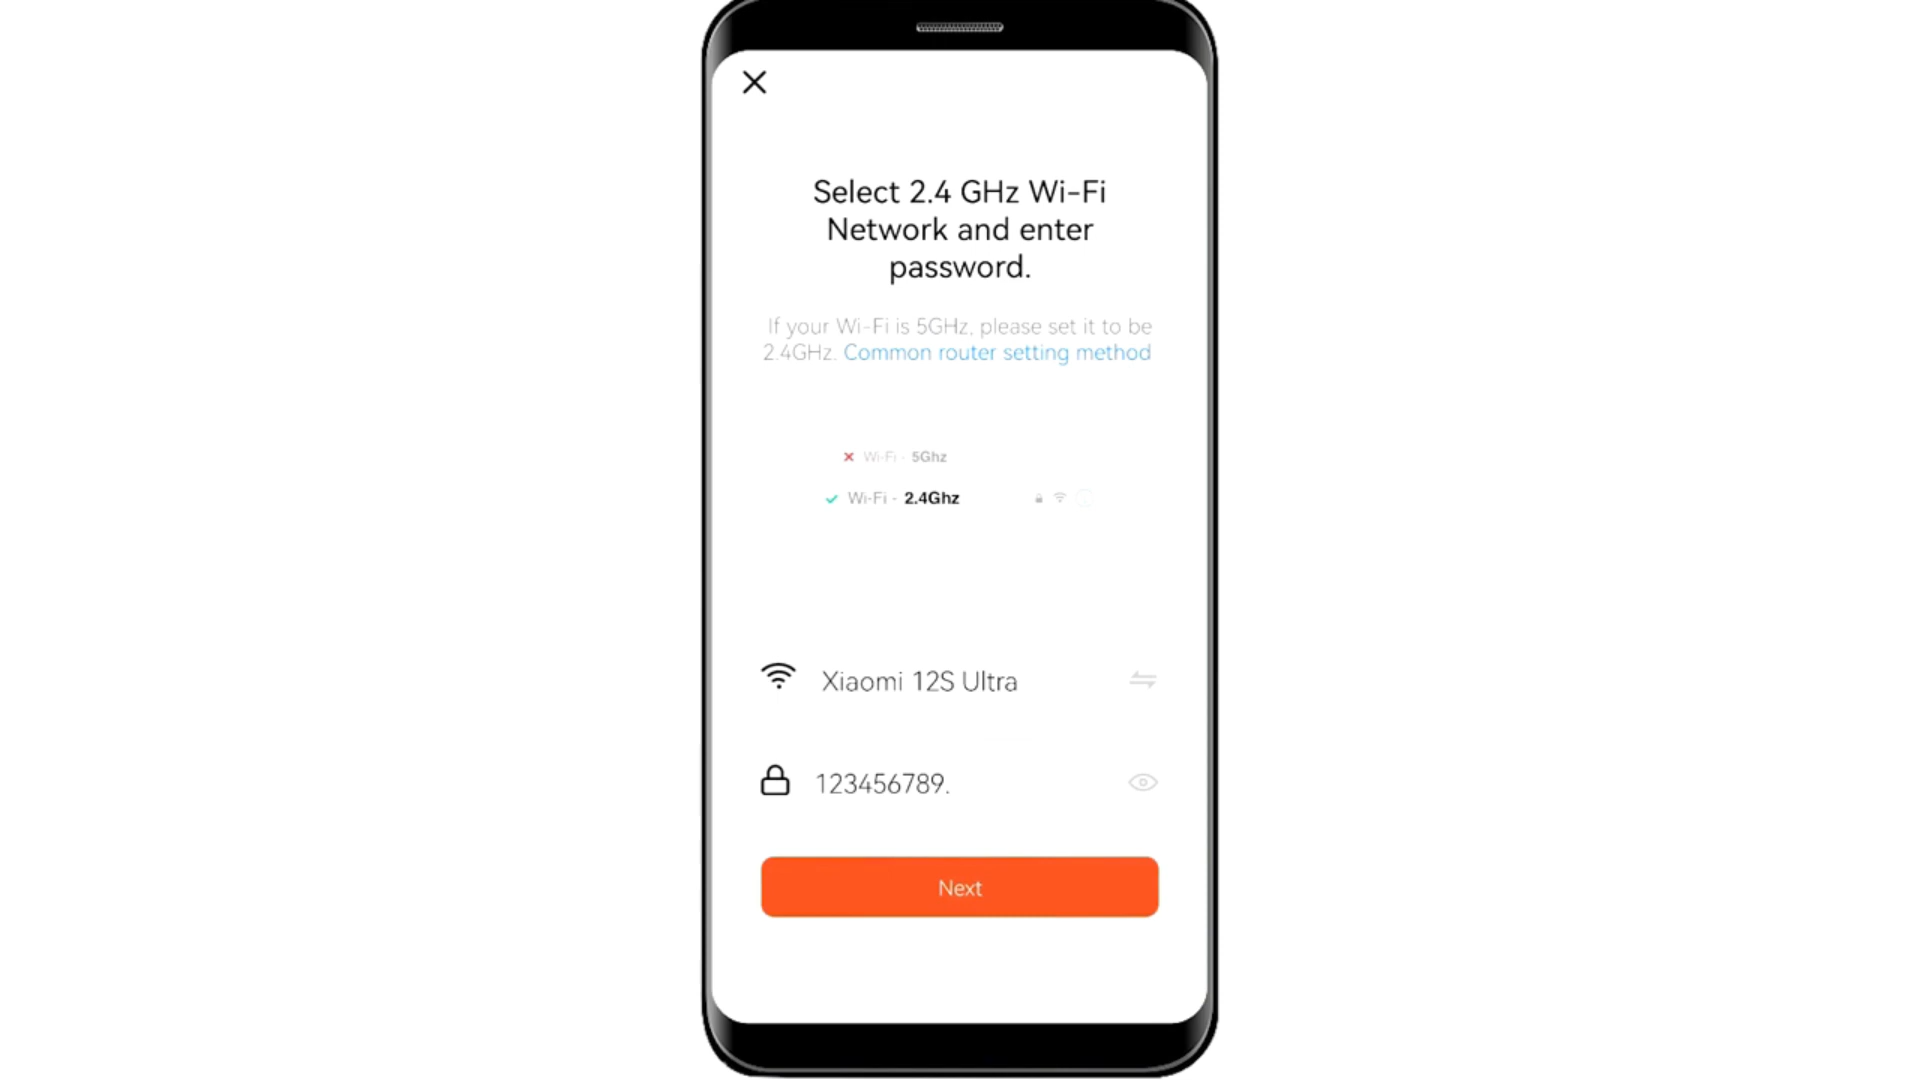 Select 2.4 GHz Wi-Fi
Network and enter
password.
If your Wi-Fi is 5GHz, please set it to be
2.4GHz. Common router setting method
Wi-Fi - 5Ghz
Wi-Fi - 2.4Ghz
Xiaomi 12S Ultra
123456789.
Next